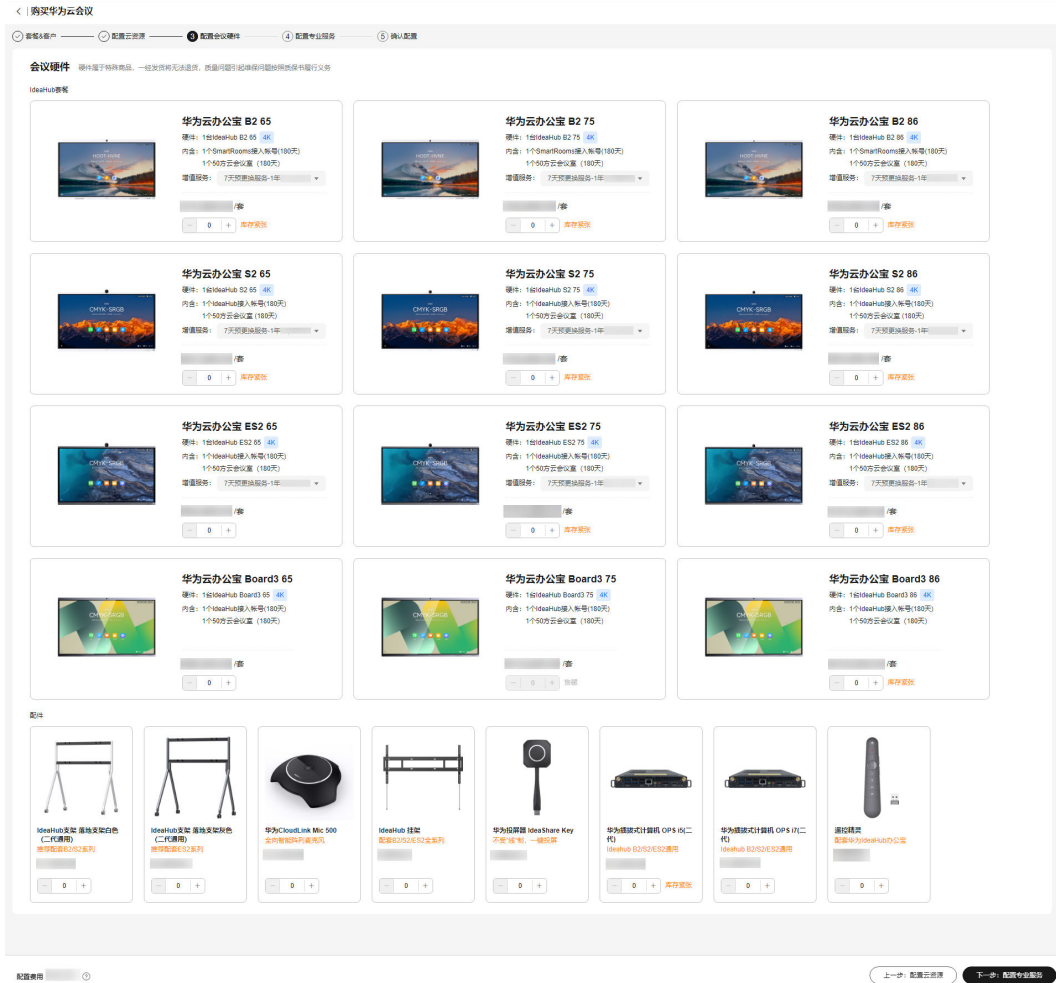 购买华为云会议
套餐&客户
配置云资源
3 配置会议硬件
4 配置专业服务
5 确认配置
会议硬件 硬件属于特殊商品，一经发货将无法退货，质量问题引起维保问题按照质保书履行义务
IdeaHub套餐
华为云办公宝 B2 65
硬件：1台IdeaHub B2 65 4K
内含：1个SmartRooms接入帐号(180天)
1个50方云会议室（180天）
增值服务： 7天预更换服务-1年
/套
0 库存紧张
华为云办公宝 B2 75
硬件：1台IdeaHub B2 75 4K
内含：1个SmartRooms接入帐号(180天)
1个50方云会议室（180天）
增值服务： 7天预更换服务-1年
/套
0 库存紧张
华为云办公宝 B2 86
硬件：1台IdeaHub B2 86 4K
内含：1个SmartRooms接入帐号(180天)
1个50方云会议室（180天）
增值服务： 7天预更换服务-1年
/套
0 库存紧张
华为云办公宝 S2 65
硬件：1台IdeaHub S2 65 4K
内含：1个IdeaHub接入帐号(180天)
1个50方云会议室（180天）
增值服务： 7天预更换服务-1年
/套
0 库存紧张
CMYK·SRGB
华为云办公宝 S2 75
硬件：1台IdeaHub S2 75 4K
内含：1个IdeaHub接入帐号(180天)
1个50方云会议室（180天）
增值服务： 7天预更换服务-1年
/套
0 库存紧张
CMYK·SRGB
华为云办公宝 S2 86
硬件：1台IdeaHub S2 86 4K
内含：1个IdeaHub接入帐号(180天)
1个50方云会议室（180天）
增值服务： 7天预更换服务-1年
/套
0 库存紧张
CMYK·SRGB
华为云办公宝 ES2 65
硬件：1台IdeaHub ES2 65 4K
内含：1个IdeaHub接入帐号(180天)
1个50方云会议室（180天）
增值服务： 7天预更换服务-1年
/套
0
CMYK·SRGB
华为云办公宝 ES2 75
硬件：1台IdeaHub ES2 75 4K
内含：1个IdeaHub接入帐号(180天)
1个50方云会议室（180天）
增值服务： 7天预更换服务-1年
/套
0 库存紧张
CMYK·SRGB
华为云办公宝 ES2 86
硬件：1台IdeaHub ES2 86 4K
内含：1个IdeaHub接入帐号(180天)
1个50方云会议室（180天）
增值服务： 7天预更换服务-1年
/套
0 库存紧张
CMYK·SRGB
华为云办公宝 Board3 65
硬件：1台IdeaHub Board3 65 4K
内含：1个IdeaHub接入帐号(180天)
1个50方云会议室（180天）
/套
0
CMYK·SRGB
华为云办公宝 Board3 75
硬件：1台IdeaHub Board3 75 4K
内含：1个IdeaHub接入帐号(180天)
1个50方云会议室（180天）
/套
0 售罄
CMYK·SRGB
华为云办公宝 Board3 86
硬件：1台IdeaHub Board3 86 4K
内含：1个IdeaHub接入帐号(180天)
1个50方云会议室（180天）
/套
0 库存紧张
CMYK·SRGB
配件
IdeaHub支架 落地支架白色
（二代通用）
推荐配套B2/S2系列
0
IdeaHub支架 落地支架灰色
（二代通用）
推荐配套ES2系列
0
华为CloudLink Mic 500
全向智能阵列麦克风
0
IdeaHub 挂架
配套B2/S2/ES2全系列
0
华为投屏器 IdeaShare Key
不受"线"制，一键投屏
0
华为插拔式计算机 OPS i5(二
代)
Ideahub B2/S2/ES2通用
0 库存紧张
华为插拔式计算机 OPS i7(二
代)
Ideahub B2/S2/ES2通用
0
遥控精灵
配套华为IdeaHub办公宝
0
配置费用
上一步：配置云资源
下一步：配置专业服务